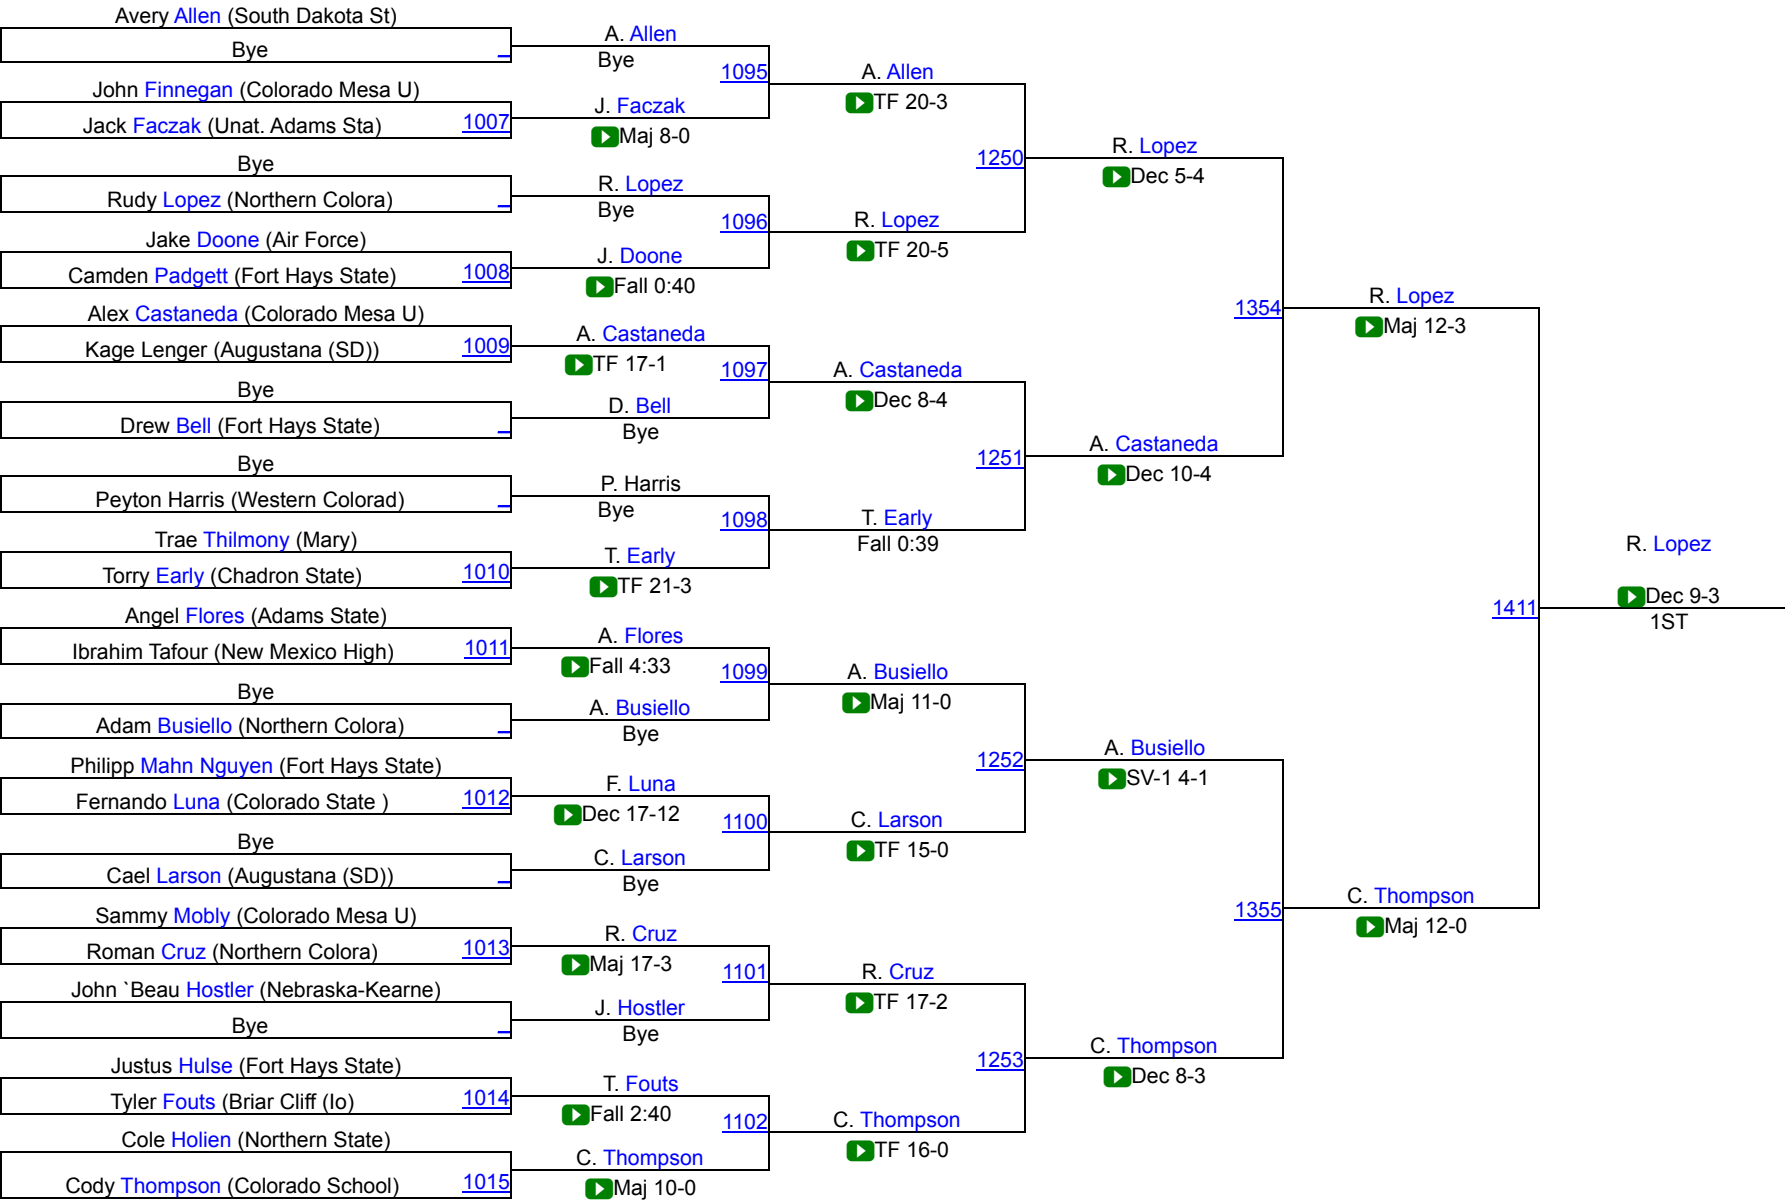 Avery Allen (South Dakota St)
Bye
John Finnegan (Colorado Mesa U)
Jack Faczak (Unat. Adams Sta)
1007
Bye
Rudy Lopez (Northern Colora)
Jake Doone (Air Force)
Camden Padgett (Fort Hays State)
1008
Alex Castaneda (Colorado Mesa U)
Kage Lenger (Augustana (SD))
1009
Bye
Drew Bell (Fort Hays State)
Bye
Peyton Harris (Western Colorad)
Trae Thilmony (Mary)
Torry Early (Chadron State)
1010
Angel Flores (Adams State)
Ibrahim Tafour (New Mexico High)
1011
Bye
Adam Busiello (Northern Colora)
Philipp Mahn Nguyen (Fort Hays State)
Fernando Luna (Colorado State )
1012
Bye
Cael Larson (Augustana (SD))
Sammy Mobly (Colorado Mesa U)
Roman Cruz (Northern Colora)
1013
John `Beau Hostler (Nebraska-Kearne)
Bye
Justus Hulse (Fort Hays State)
Tyler Fouts (Briar Cliff (Io)
1014
Cole Holien (Northern State)
Cody Thompson (Colorado School)
1015
A. Allen
Bye
1095
J. Faczak
Maj 8-0
R. Lopez
Bye
1096
J. Doone
Fall 0:40
A. Castaneda
TF 17-1
1097
D. Bell
Bye
P. Harris
Bye
1098
T. Early
TF 21-3
A. Flores
Fall 4:33
1099
A. Busiello
Bye
F. Luna
Dec 17-12
1100
C. Larson
Bye
R. Cruz
Maj 17-3
1101
J. Hostler
Bye
T. Fouts
Fall 2:40
1102
C. Thompson
Maj 10-0
A. Allen
TF 20-3
1250
R. Lopez
TF 20-5
A. Castaneda
Dec 8-4
1251
T. Early
Fall 0:39
A. Busiello
Maj 11-0
1252
C. Larson
TF 15-0
R. Cruz
TF 17-2
1253
C. Thompson
TF 16-0
R. Lopez
Dec 5-4
1354
A. Castaneda
Dec 10-4
A. Busiello
SV-1 4-1
1355
C. Thompson
Dec 8-3
R. Lopez
Maj 12-3
1411
C. Thompson
Maj 12-0
R. Lopez
Dec 9-3
1ST